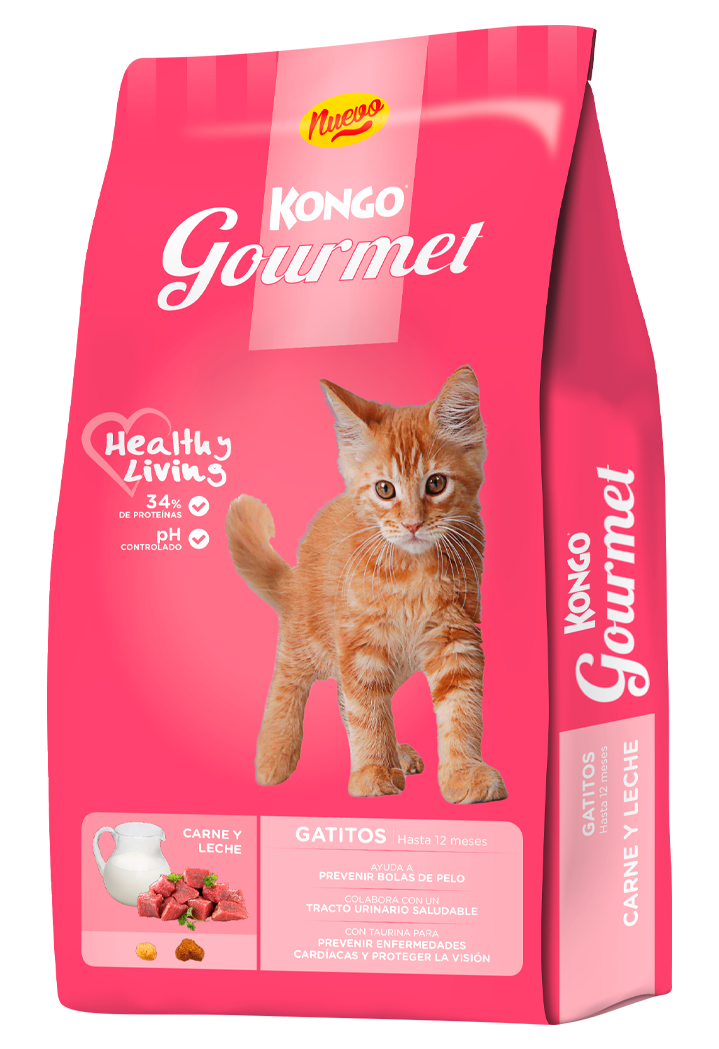 Nuevo
KONGO®
Gourmet
Healthy
Living
34%
DE PROTEÍNAS
pH
CONTROLADO
CARNE Y
LECHE
GATITOS Hasta 12 meses
AYUDA A
PREVENIR BOLAS DE PELO
COLABORA CON UN
TRACTO URINARIO SALUDABLE
CON TAURINA PARA
PREVENIR ENFERMEDADES
CARDÍACAS Y PROTEGER LA VISIÓN
KONGO®
Gourmet
GATITOS
Hasta 12 meses
CARNE Y LECHE